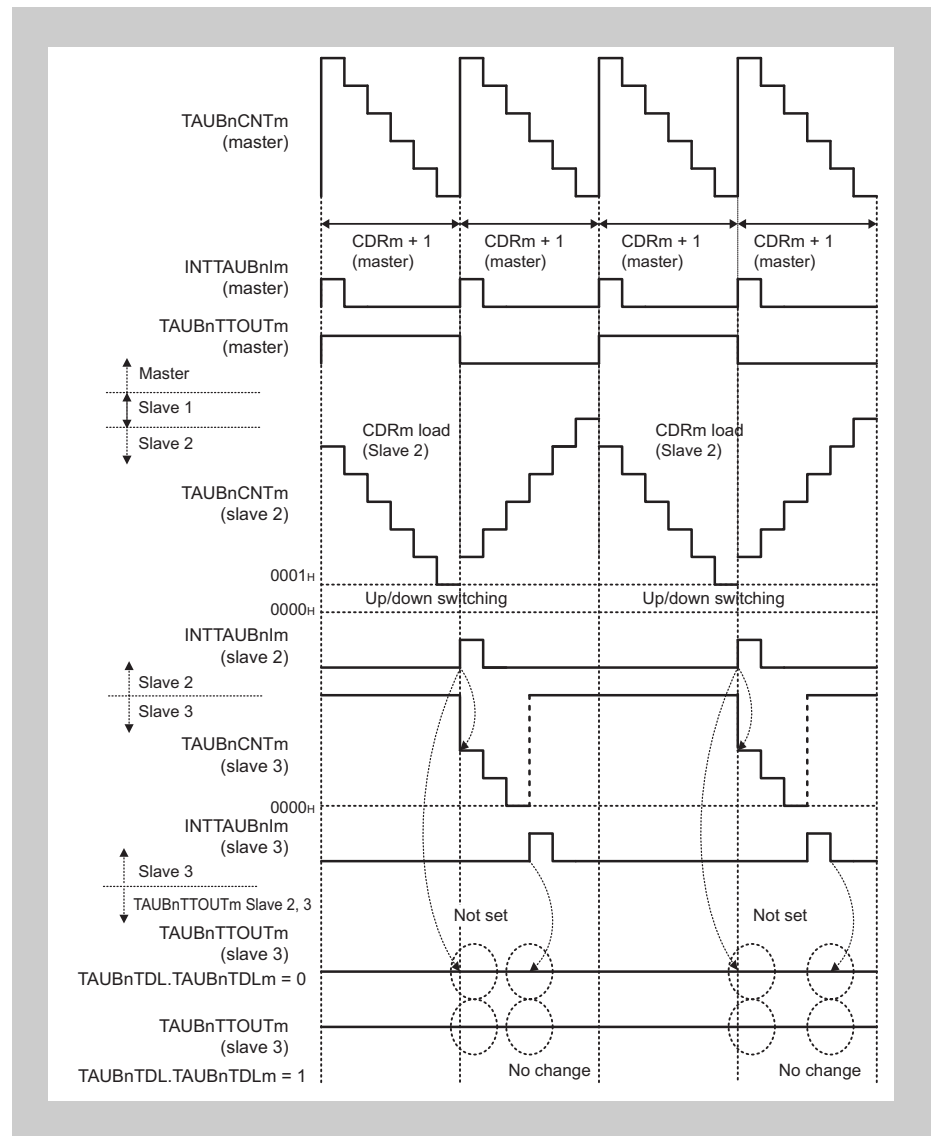 TAUBnCNTm
(master)
CDRm + 1
(master)
CDRm + 1
(master)
CDRm + 1
(master)
CDRm + 1
(master)
INTTAUBnIm
(master)
TAUBnTTOUTm
(master)
Master
Slave 1
Slave 2
CDRm load
(Slave 2)
CDRm load
(Slave 2)
TAUBnCNTm
(slave 2)
0001H
Up/down switching
Up/down switching
0000H
INTTAUBnIm
(slave 2)
Slave 2
Slave 3
TAUBnCNTm
(slave 3)
0000H
INTTAUBnIm
(slave 3)
Slave 3
TAUBnTTOUTm Slave 2, 3
Not set
Not set
TAUBnTTOUTm
(slave 3)
TAUBnTDL.TAUBnTDLm = 0
TAUBnTTOUTm
(slave 3)
TAUBnTDL.TAUBnTDLm = 1
No change
No change